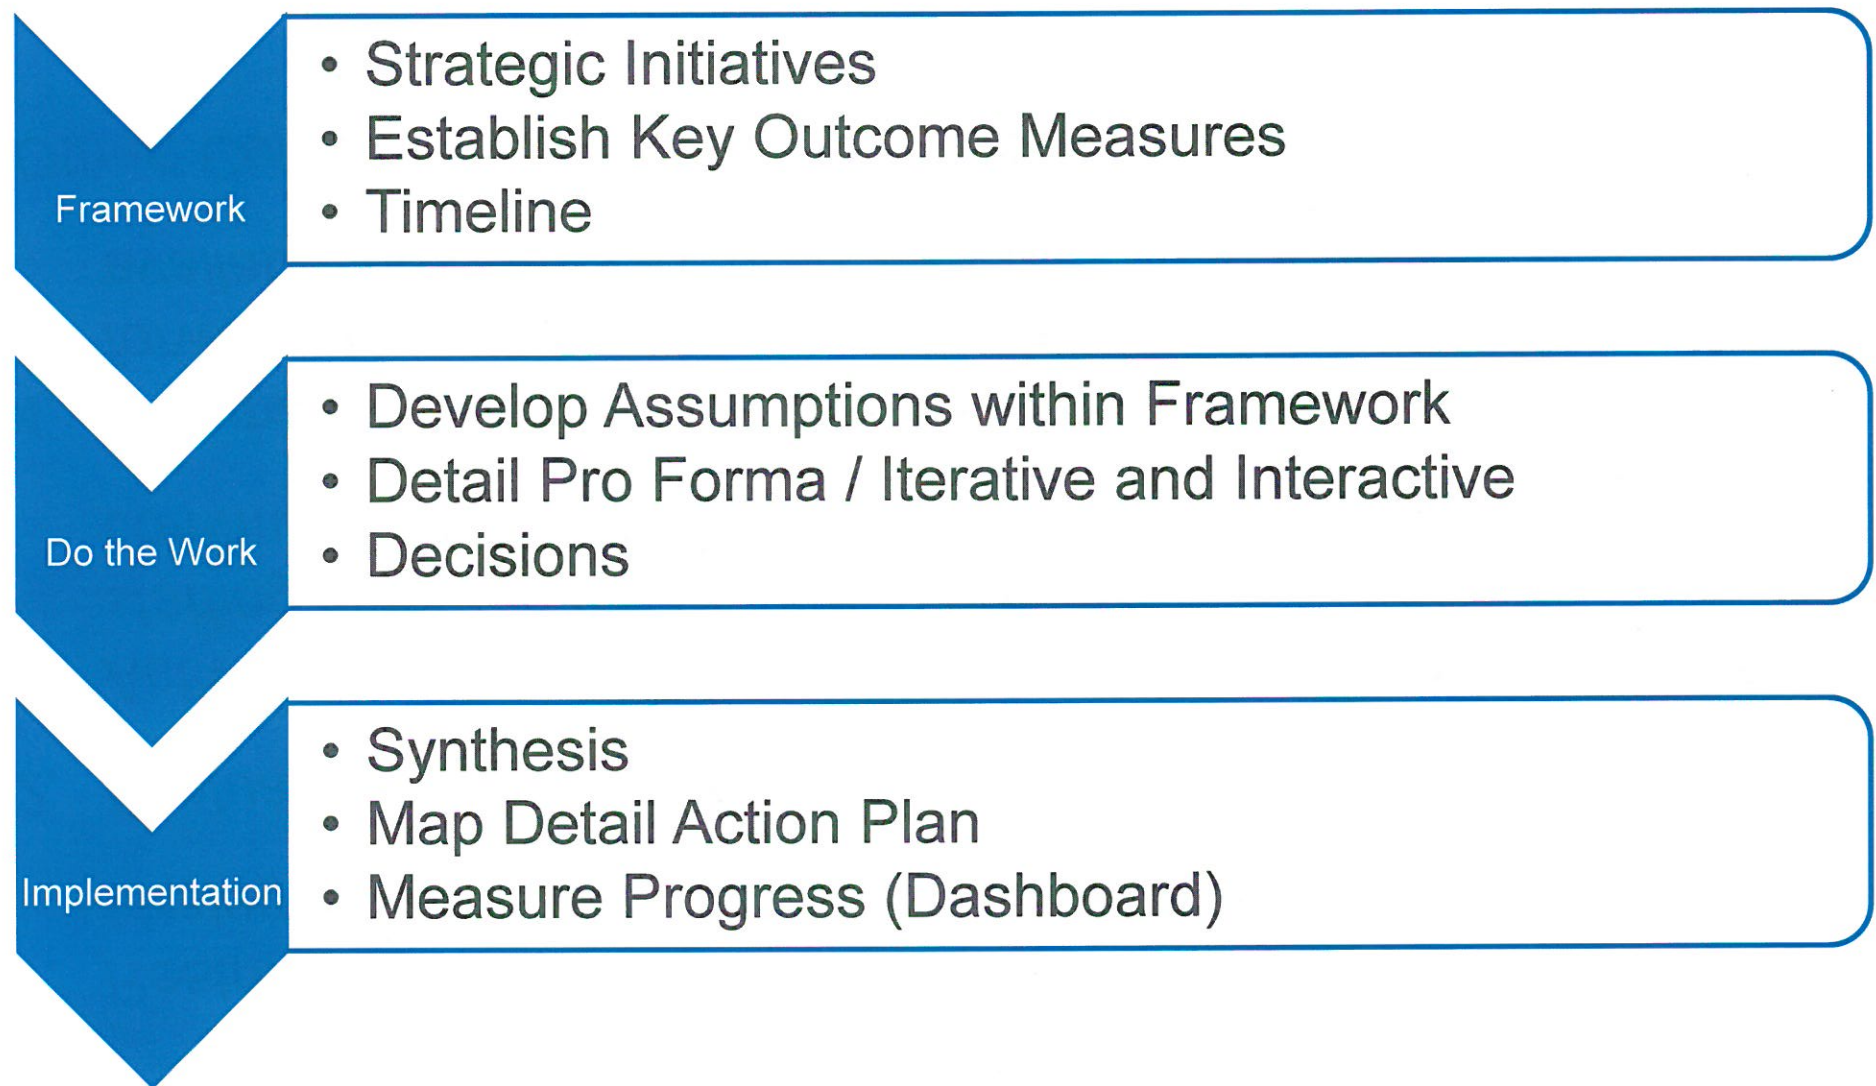 Framework
• Strategic Initiatives
• Establish Key Outcome Measures
• Timeline
Do the Work
• Develop Assumptions within Framework
• Detail Pro Forma / Iterative and Interactive
• Decisions
Implementation
• Synthesis
• Map Detail Action Plan
• Measure Progress (Dashboard)